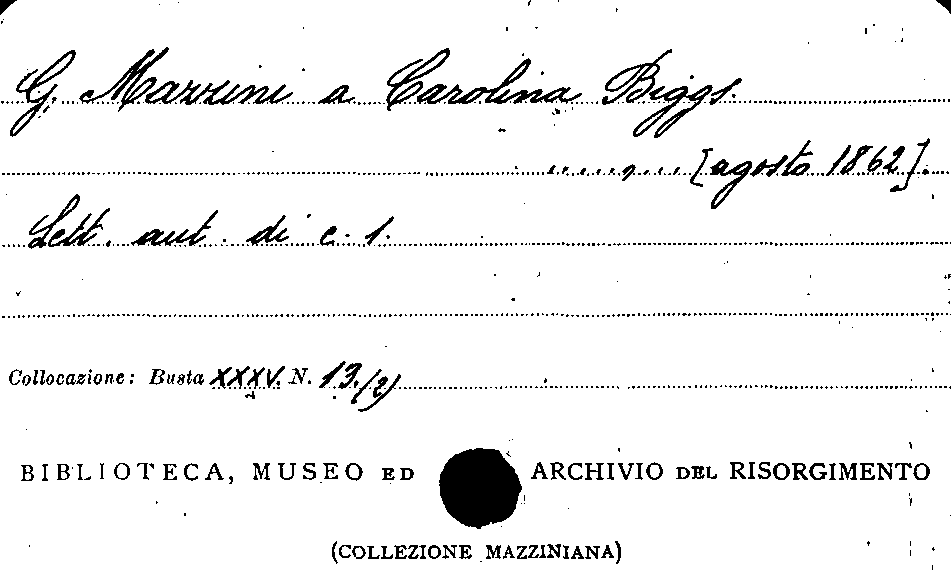 G. Mazzini a Carolina Biggs.
....., ... [agosto 1862].
Lett. aut. di c. 1.
Collocazione: Busta XXXV. N. 13./2)
BIBLIOTECA, MUSEO ED ARCHIVIO DEL RISORGIMENTO
(COLLEZIONE MAZZINIANA)